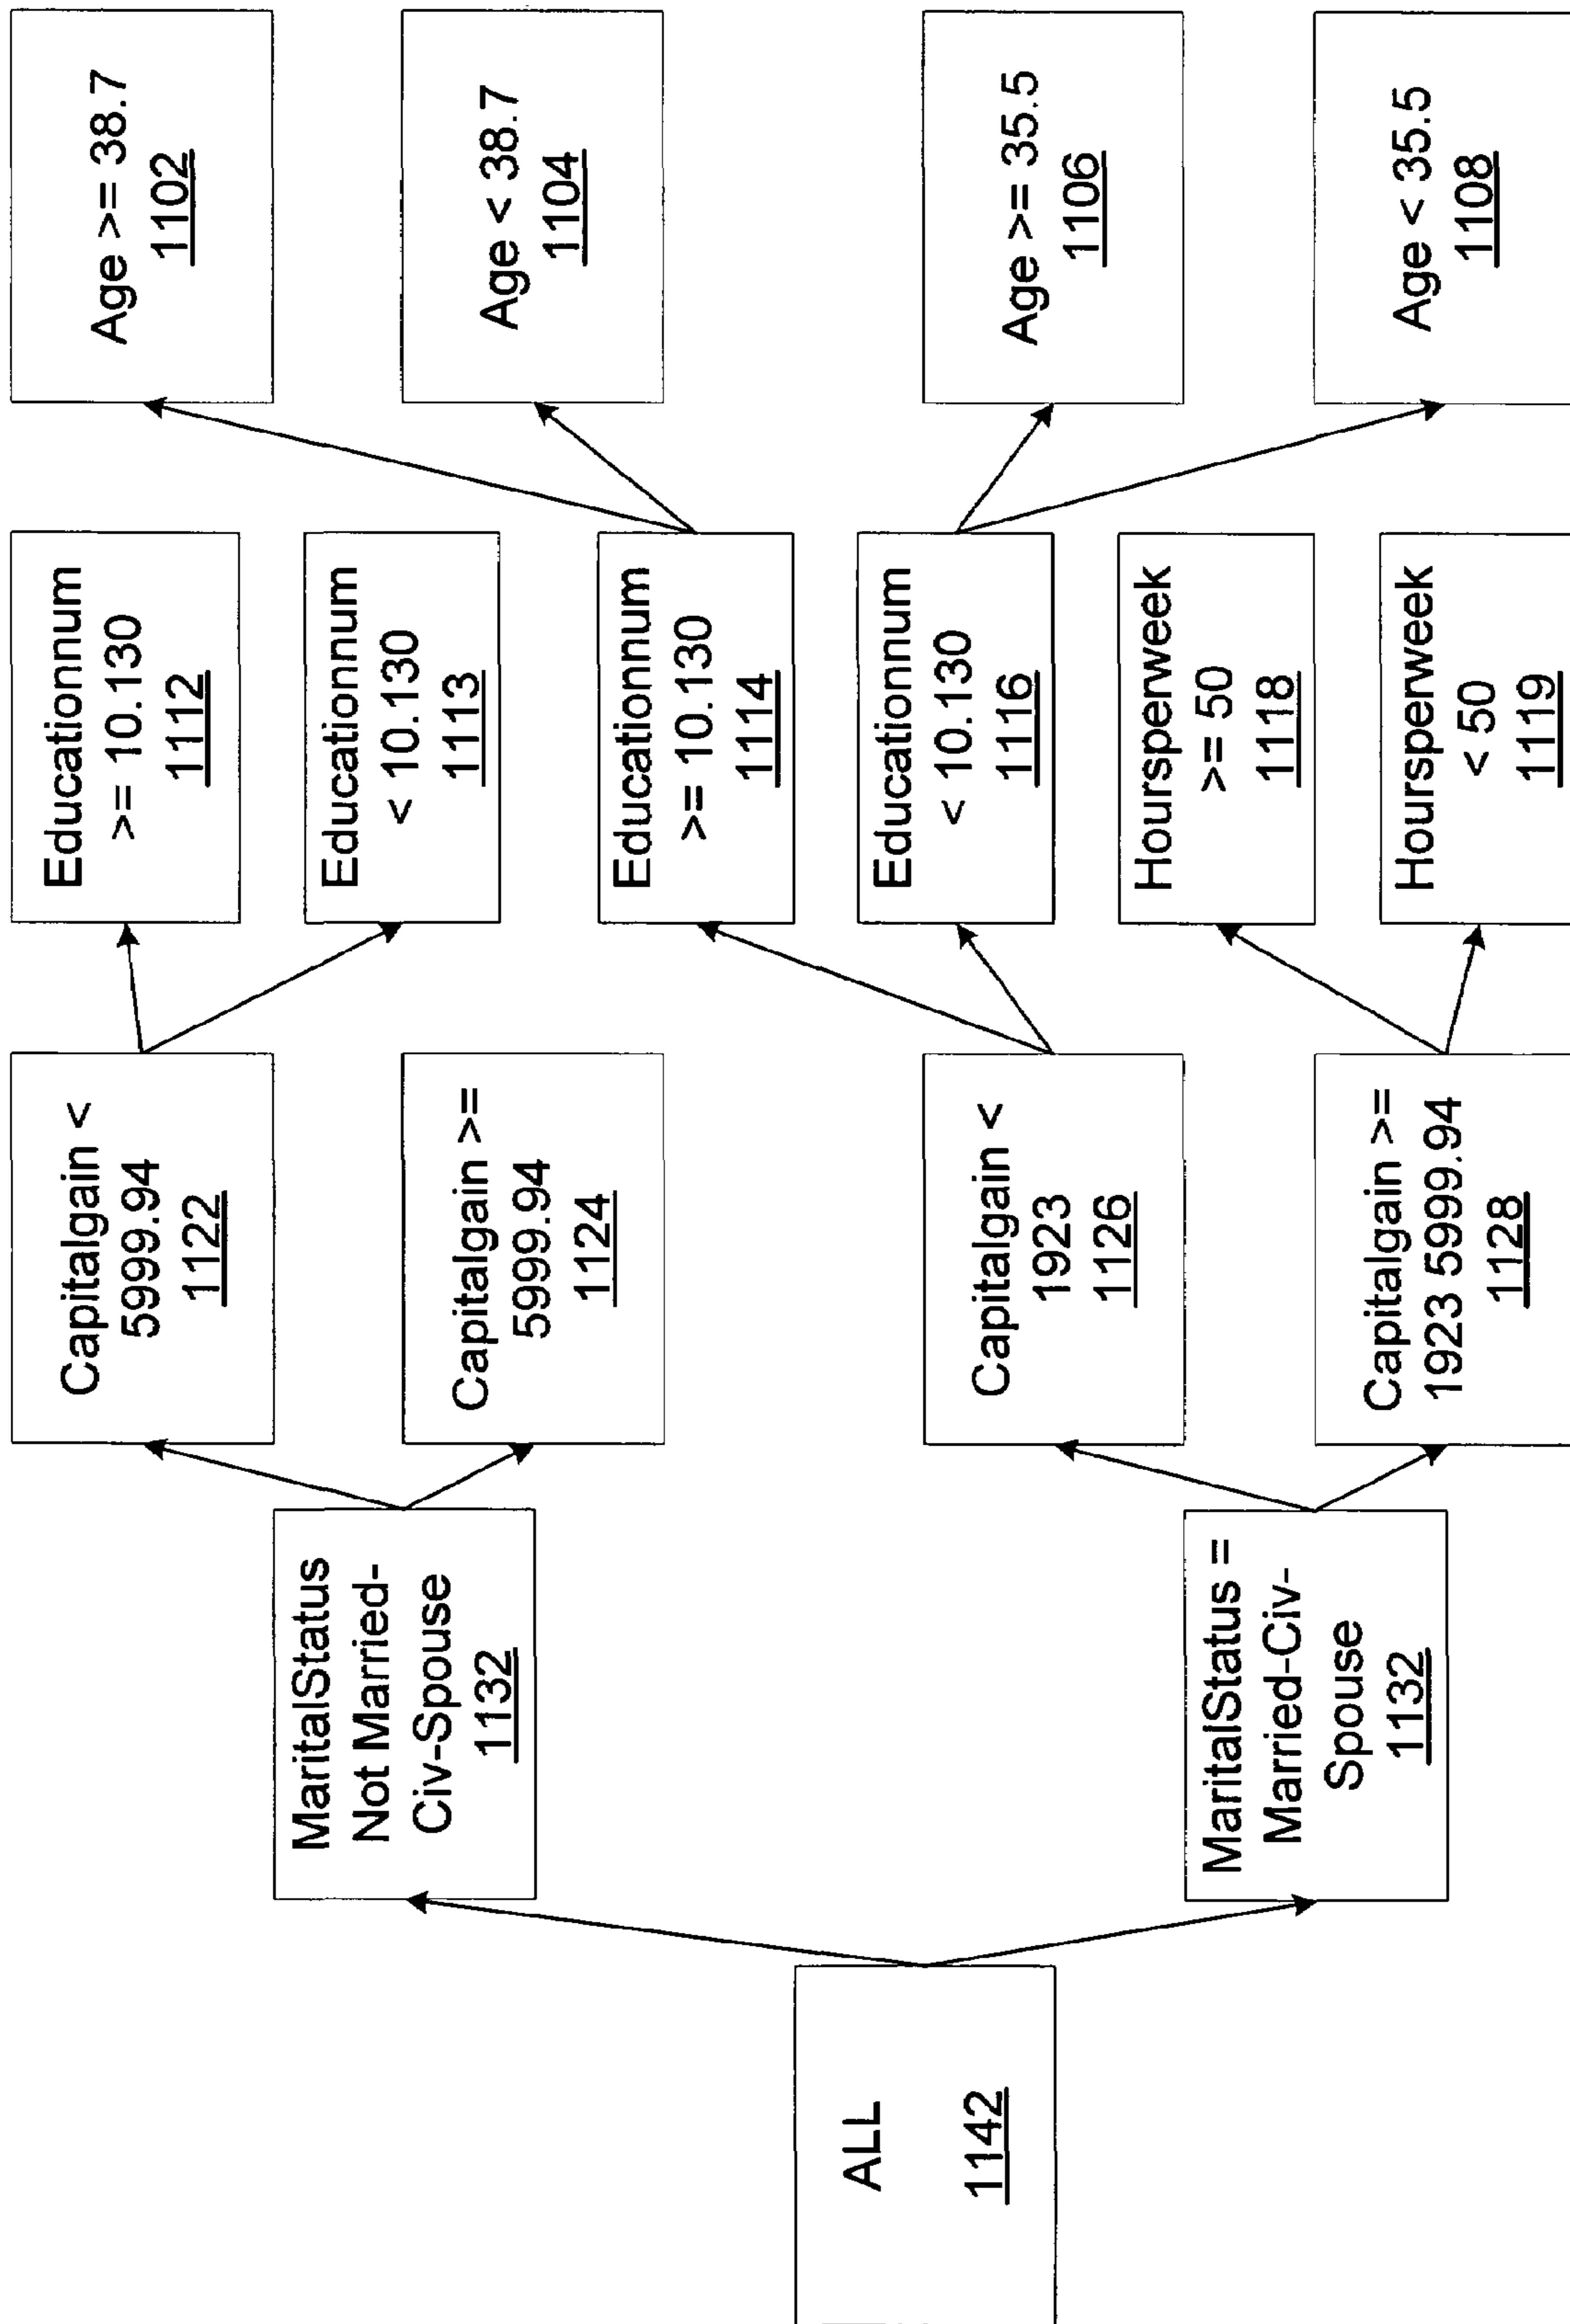 ALL
1142
MaritalStatus
Not Married-
Civ-Spouse
1132
MaritalStatus =
Married-Civ-
Spouse
1132
Capitalgain <
5999.94
1122
Capitalgain >=
5999.94
1124
Capitalgain <
1923
1126
Capitalgain >=
1923 5999.94
1128
Educationnum
>= 10.130
1112
Educationnum
< 10.130
1113
Educationnum
>= 10.130
1114
Educationnum
< 10.130
1116
Hoursperweek
>= 50
1118
Hoursperweek
< 50
1119
Age >= 38.7
1102
Age < 38.7
1104
Age >= 35.5
1106
Age < 35.5
1108